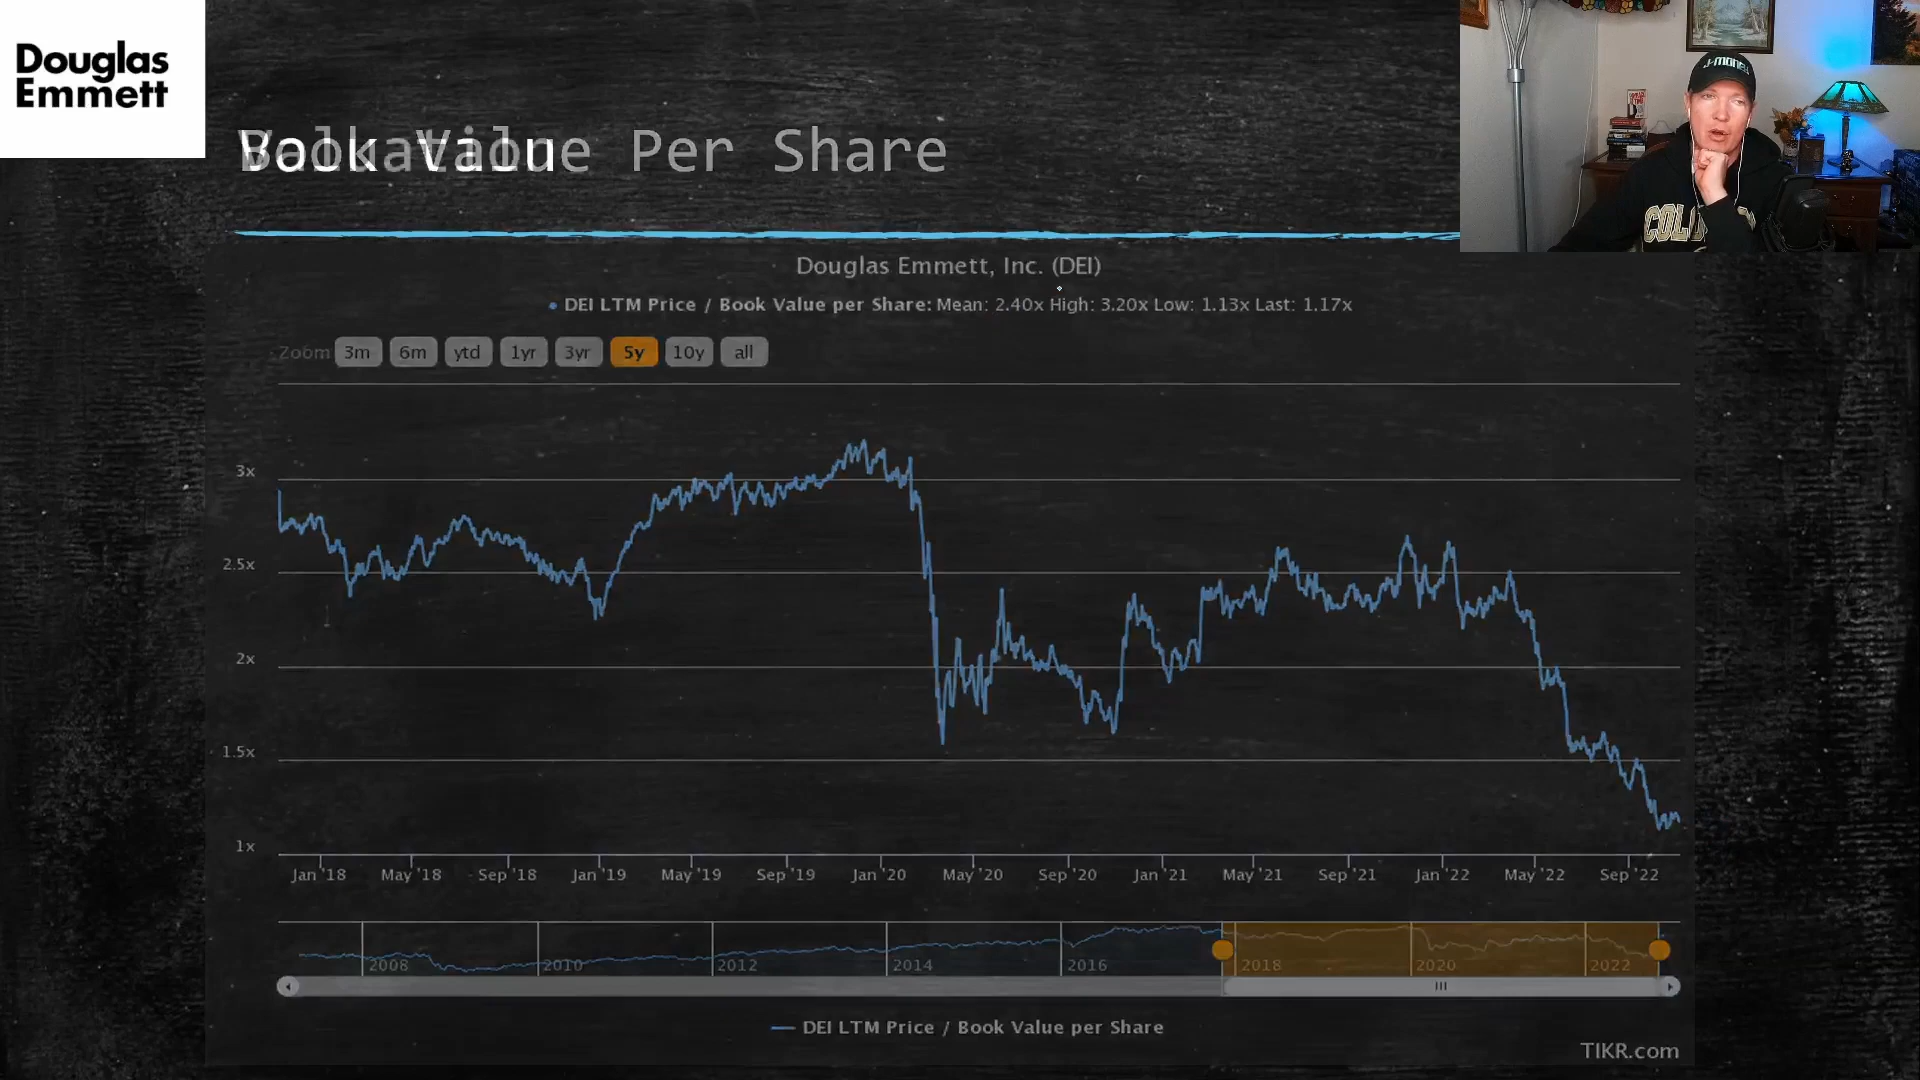 Douglas
Emmett
Book Value Per Share
Douglas Emmett, Inc. (DEI)
DEI LTM Price / Book Value per Share: Mean: 2.40x High: 3.20x Low: 1.13x Last: 1.17x
Zoom 3m 6m ytd 1yr 3yr 5y 10y all
3x
2.5x
2x
1.5x
1x
Jan '18 May '18 Sep '18 Jan '19 May '19 Sep '19 Jan '20 May '20 Sep '20 Jan '21 May '21 Sep '21 Jan '22 May '22 Sep '22
2008 2010 2012 2014 2016 2018 2020 2022
DEI LTM Price / Book Value per Share
TIKR.com
J-MONEY